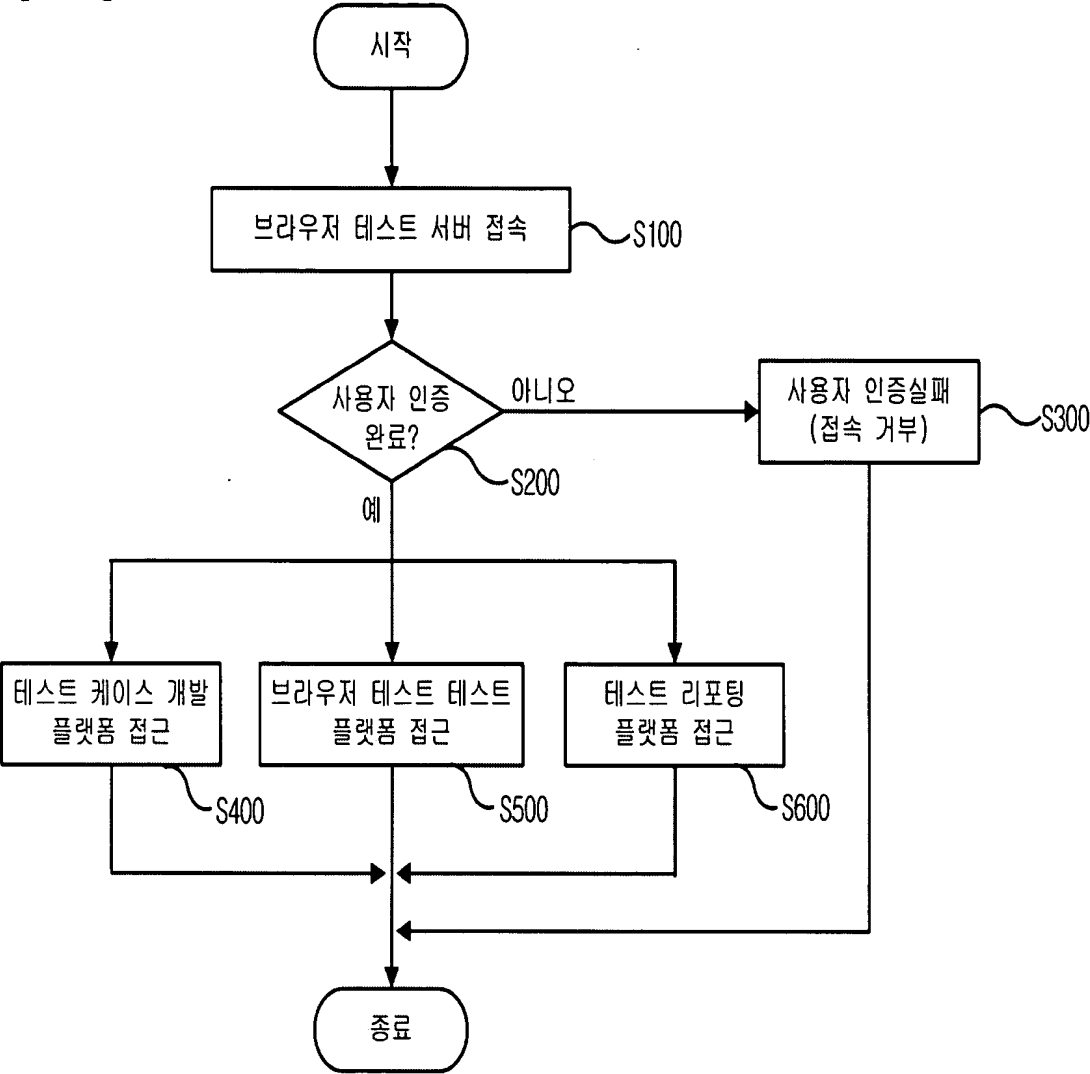 시작
브라우저 테스트 서버 접속
S100
사용자 인증
완료?
S200
아니오
사용자 인증실패
(접속 거부)
S300
예
테스트 케이스 개발
플랫폼 접근
S400
브라우저 테스트 테스트
플랫폼 접근
S500
테스트 리포팅
플랫폼 접근
S600
종료